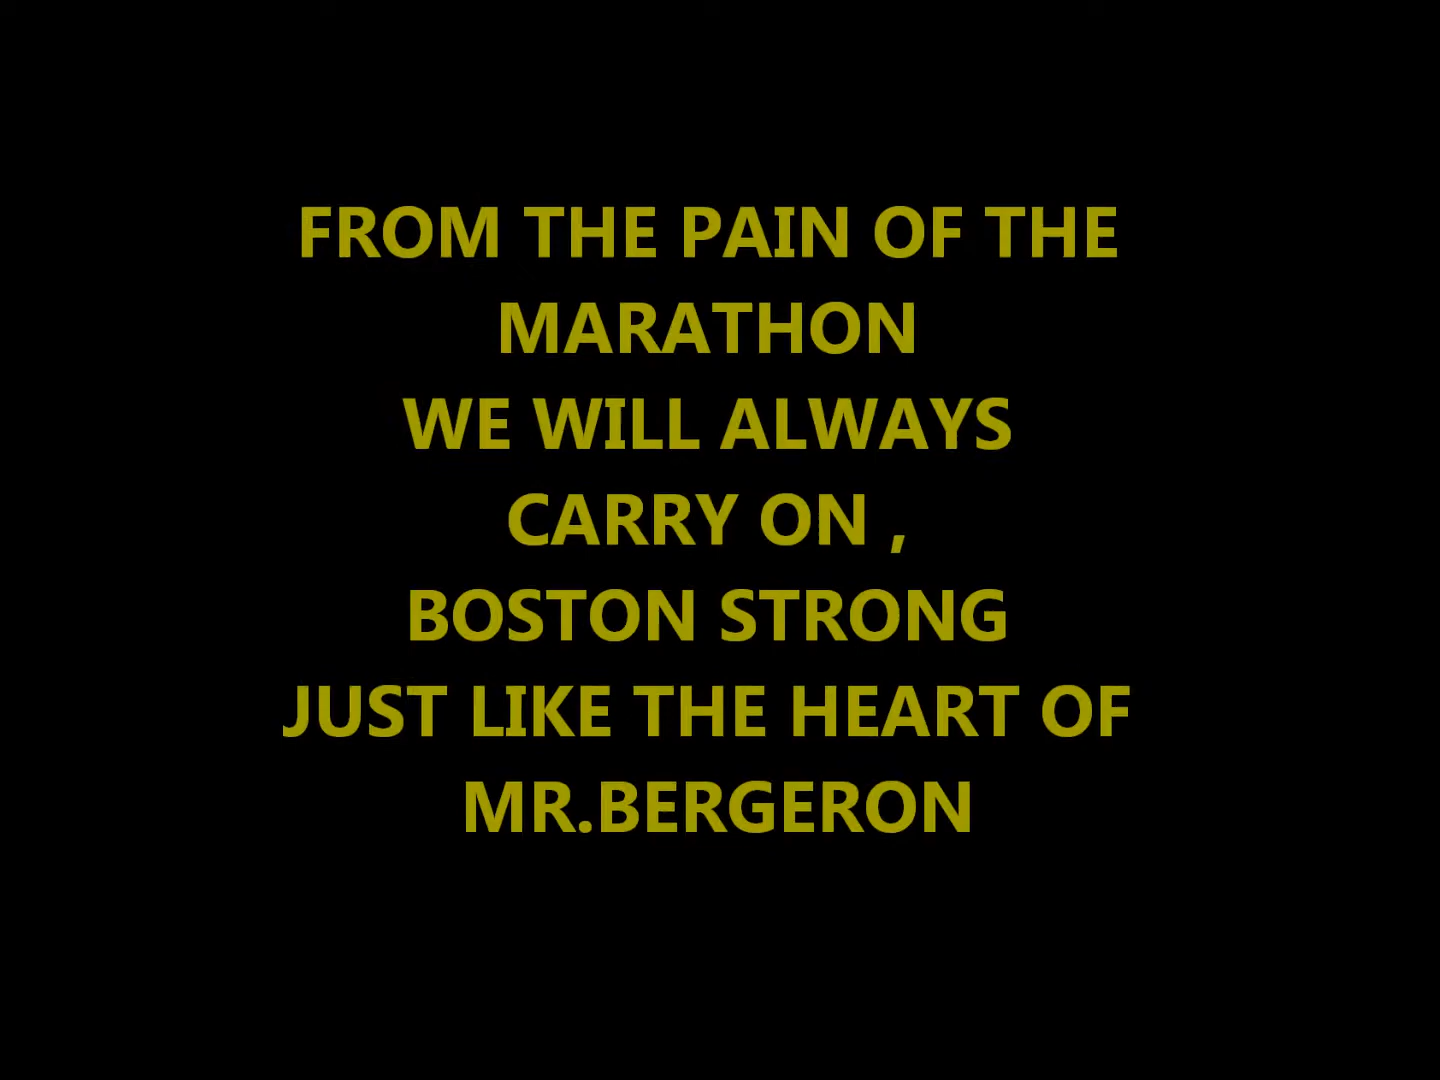 FROM THE PAIN OF THE
MARATHON
WE WILL ALWAYS
CARRY ON ,
BOSTON STRONG
JUST LIKE THE HEART OF
MR.BERGERON